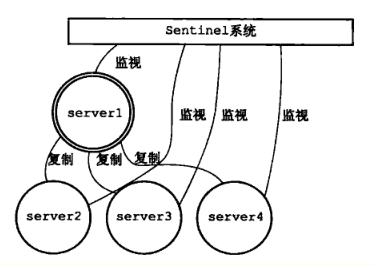 Sentinel系统
监视
server1
监视 监视 监视
复制 复制 复制
server2 server3 server4